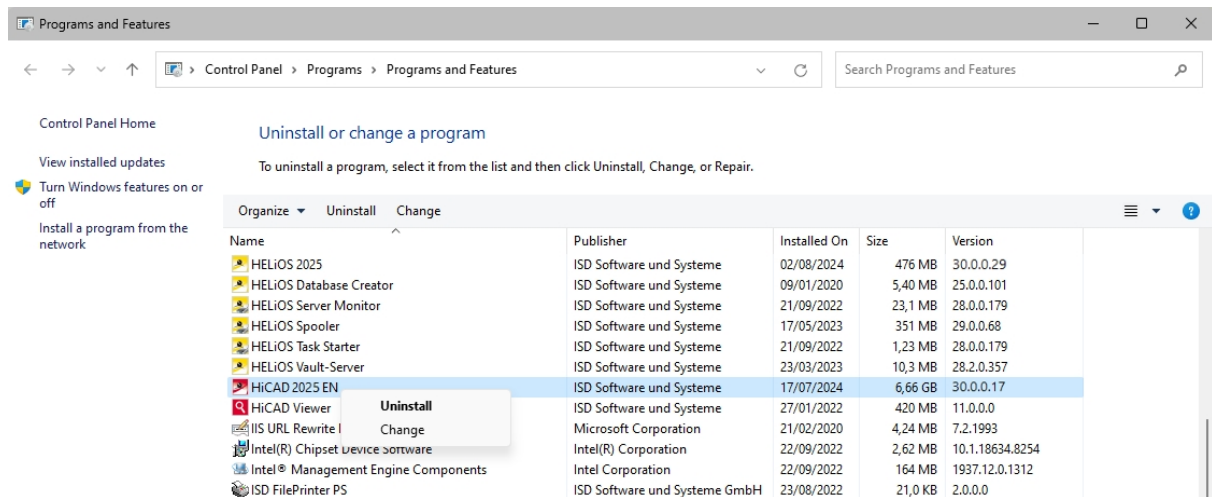 Programs and Features
Control Panel > Programs > Programs and Features
Search Programs and Features
Control Panel Home
View installed updates
Turn Windows features on or
off
Install a program from the
network
Uninstall or change a program
To uninstall a program, select it from the list and then click Uninstall, Change, or Repair.
Organize Uninstall Change
Name Publisher Installed On Size Version
HELiOS 2025 ISD Software und Systeme 02/08/2024 476 MB 30.0.0.29
HELiOS Database Creator ISD Software und Systeme 09/01/2020 5,40 MB 25.0.0.101
HELiOS Server Monitor ISD Software und Systeme 21/09/2022 23,1 MB 28.0.0.179
HELiOS Spooler ISD Software und Systeme 17/05/2023 351 MB 29.0.0.68
HELiOS Task Starter ISD Software und Systeme 21/09/2022 1,23 MB 28.0.0.179
HELiOS Vault-Server ISD Software und Systeme 23/03/2023 10,3 MB 28.2.0.357
HiCAD 2025 EN ISD Software und Systeme 17/07/2024 6,66 GB 30.0.0.17
HiCAD Viewer ISD Software und Systeme 27/01/2022 420 MB 11.0.0.0
Uninstall
IIS URL Rewrite Microsoft Corporation 21/02/2020 4,24 MB 7.2.1993
Change
Intel(R) Chipset Device Software Intel(R) Corporation 22/09/2022 2,62 MB 10.1.18634.8254
Intel® Management Engine Components Intel Corporation 22/09/2022 164 MB 1937.12.0.1312
ISD FilePrinter PS ISD Software und Systeme GmbH 23/08/2022 21,0 KB 2.0.0.0